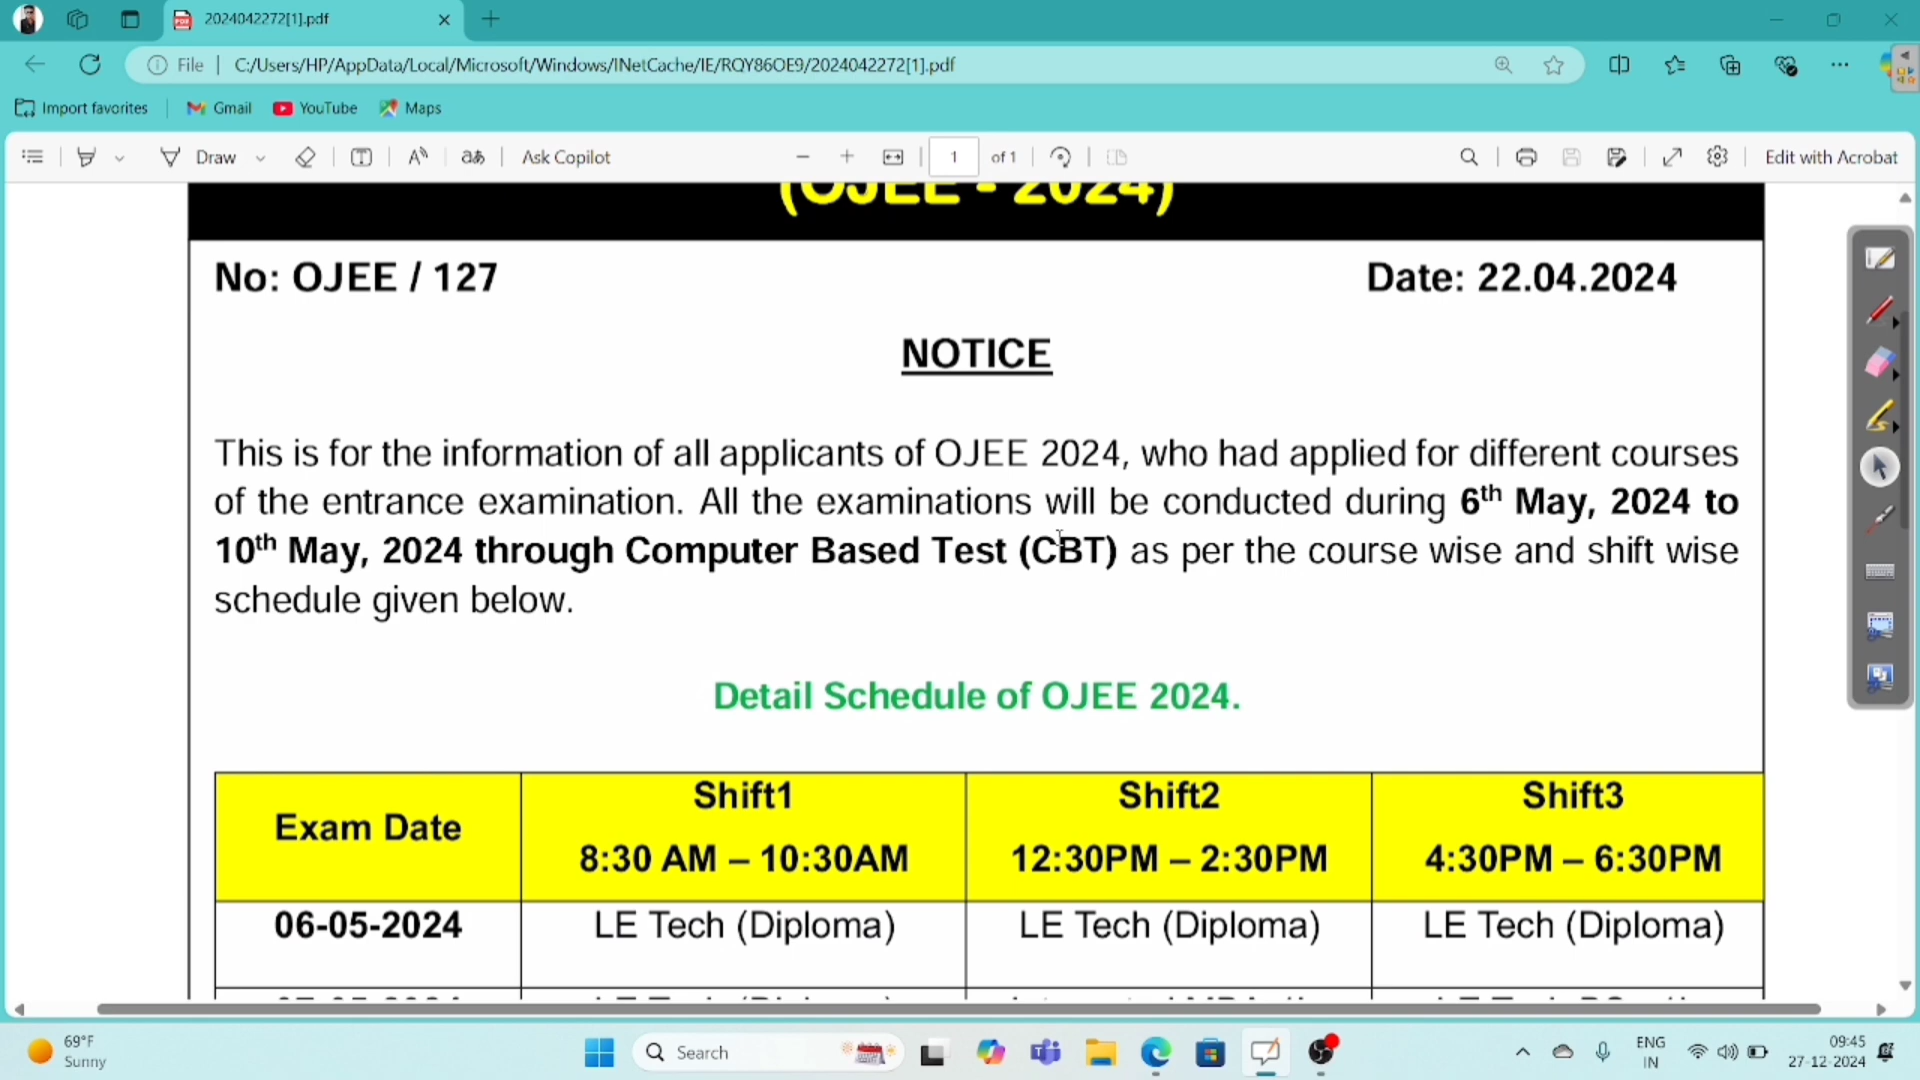 2024042272[1].pdf
File
C:/Users/HP/AppData/Local/Microsoft/Windows/INetCache/IE/RQY86OE9/2024042272[1].pdf
Import favorites
Gmail
YouTube
Maps
Draw
Ask Copilot
1 of 1
Edit with Acrobat
(OJEE - 2024)
No: OJEE / 127
Date: 22.04.2024
NOTICE
This is for the information of all applicants of OJEE 2024, who had applied for different courses
of the entrance examination. All the examinations will be conducted during 6th May, 2024 to
10th May, 2024 through Computer Based Test (CBT) as per the course wise and shift wise
schedule given below.
Detail Schedule of OJEE 2024.
Exam Date
Shift1
8:30 AM – 10:30AM
Shift2
12:30PM – 2:30PM
Shift3
4:30PM – 6:30PM
06-05-2024
LE Tech (Diploma)
LE Tech (Diploma)
LE Tech (Diploma)
69°F
Sunny
Search
ENG
IN
09:45
27-12-2024